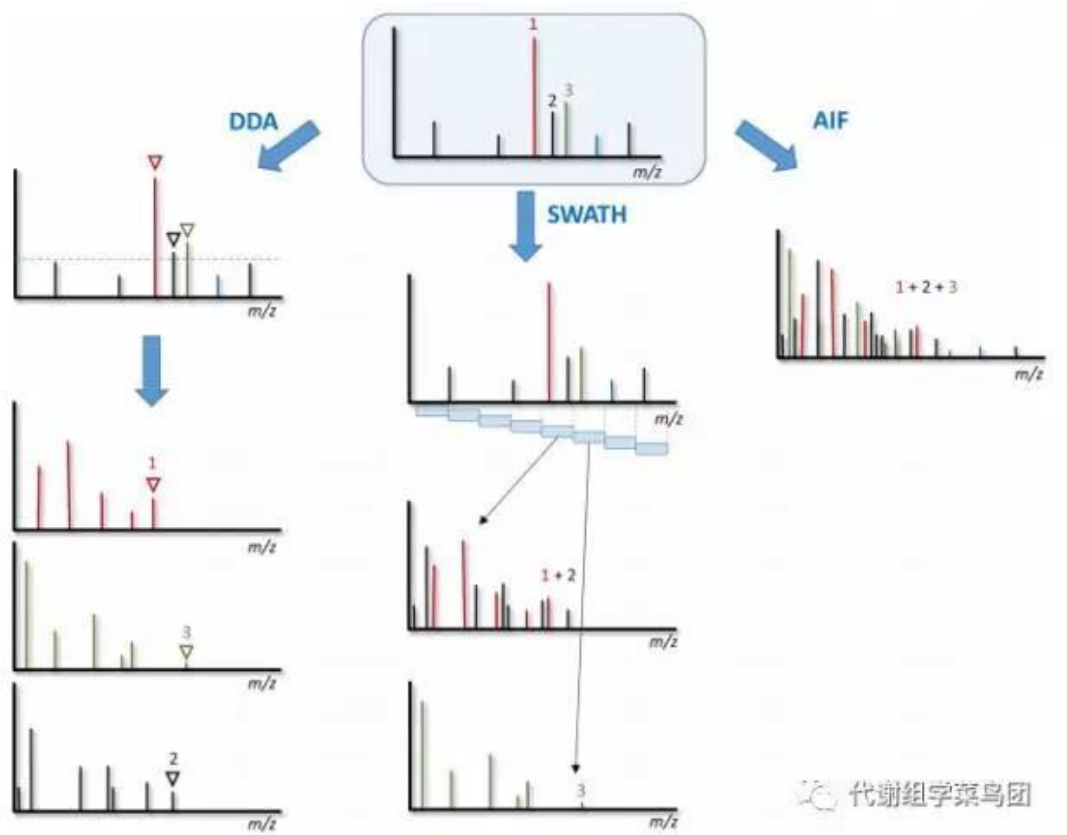 1
2
3
m/z
DDA
AIF
SWATH
m/z
m/z
1 + 2 + 3
m/z
1
m/z
1 + 2
m/z
3
m/z
2
m/z
3
m/z
代谢组学菜鸟团